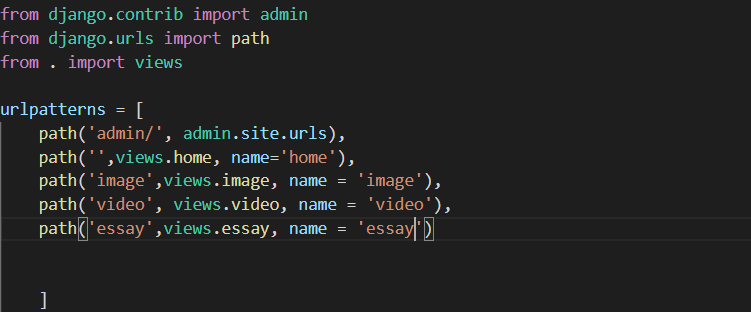 from django.contrib import admin
from django.urls import path
from . import views
urlpatterns = [
    path('admin/', admin.site.urls),
    path('',views.home, name='home'),
    path('image',views.image, name = 'image'),
    path('video', views.video, name = 'video'),
    path('essay',views.essay, name = 'essay')
    ]